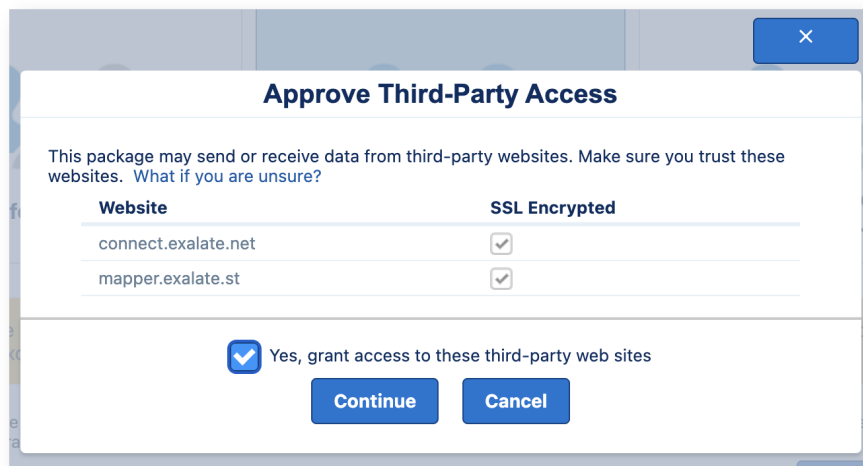 Approve Third-Party Access
This package may send or receive data from third-party websites. Make sure you trust these
websites. What if you are unsure?
Website SSL Encrypted
connect.exalate.net
mapper.exalate.st
Yes, grant access to these third-party web sites
Continue Cancel